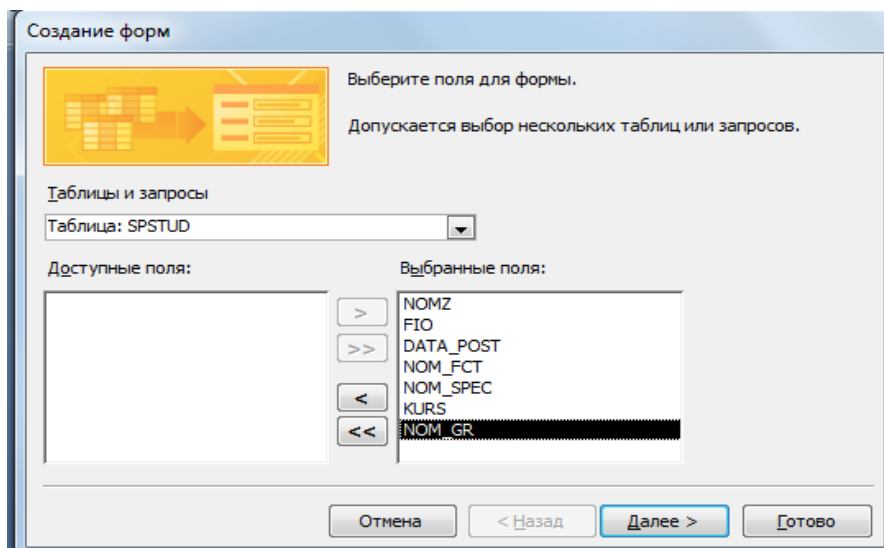 Создание форм
Выберите поля для формы.
Допускается выбор нескольких таблиц или запросов.
Таблицы и запросы
Таблица: SPSTUD
Доступные поля:
Выбранные поля:
NOMZ
FIO
DATA_POST
NOM_FCT
NOM_SPEC
KURS
NOM_GR
>
>>
<
<<
Отмена
< Назад
Далее >
Готово